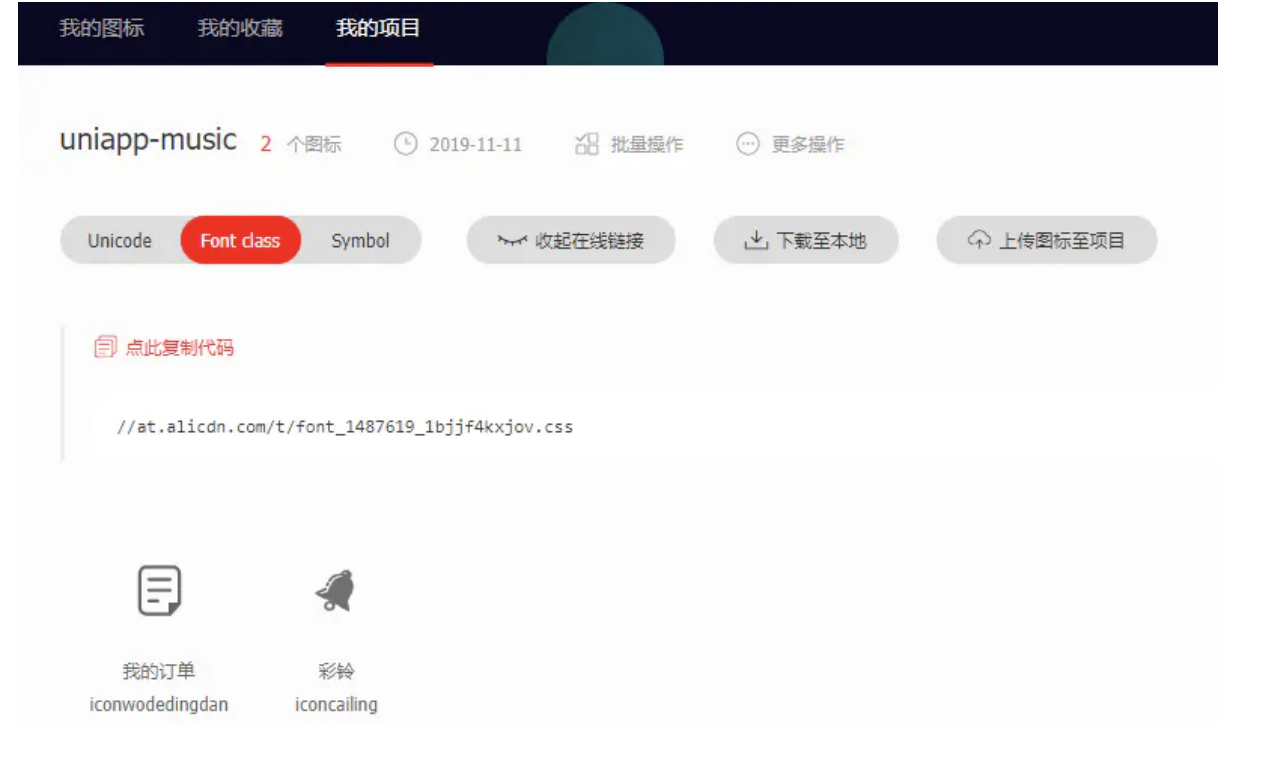 我的图标 我的收藏 我的项目
uniapp-music 2 个图标 2019-11-11 批量操作 更多操作
Unicode Font class Symbol 收起在线链接 下载至本地 上传图标至项目
点此复制代码
//at.alicdn.com/t/font_1487619_1bjjf4kxjov.css
我的订单 彩铃
iconwodedingdan iconcailing